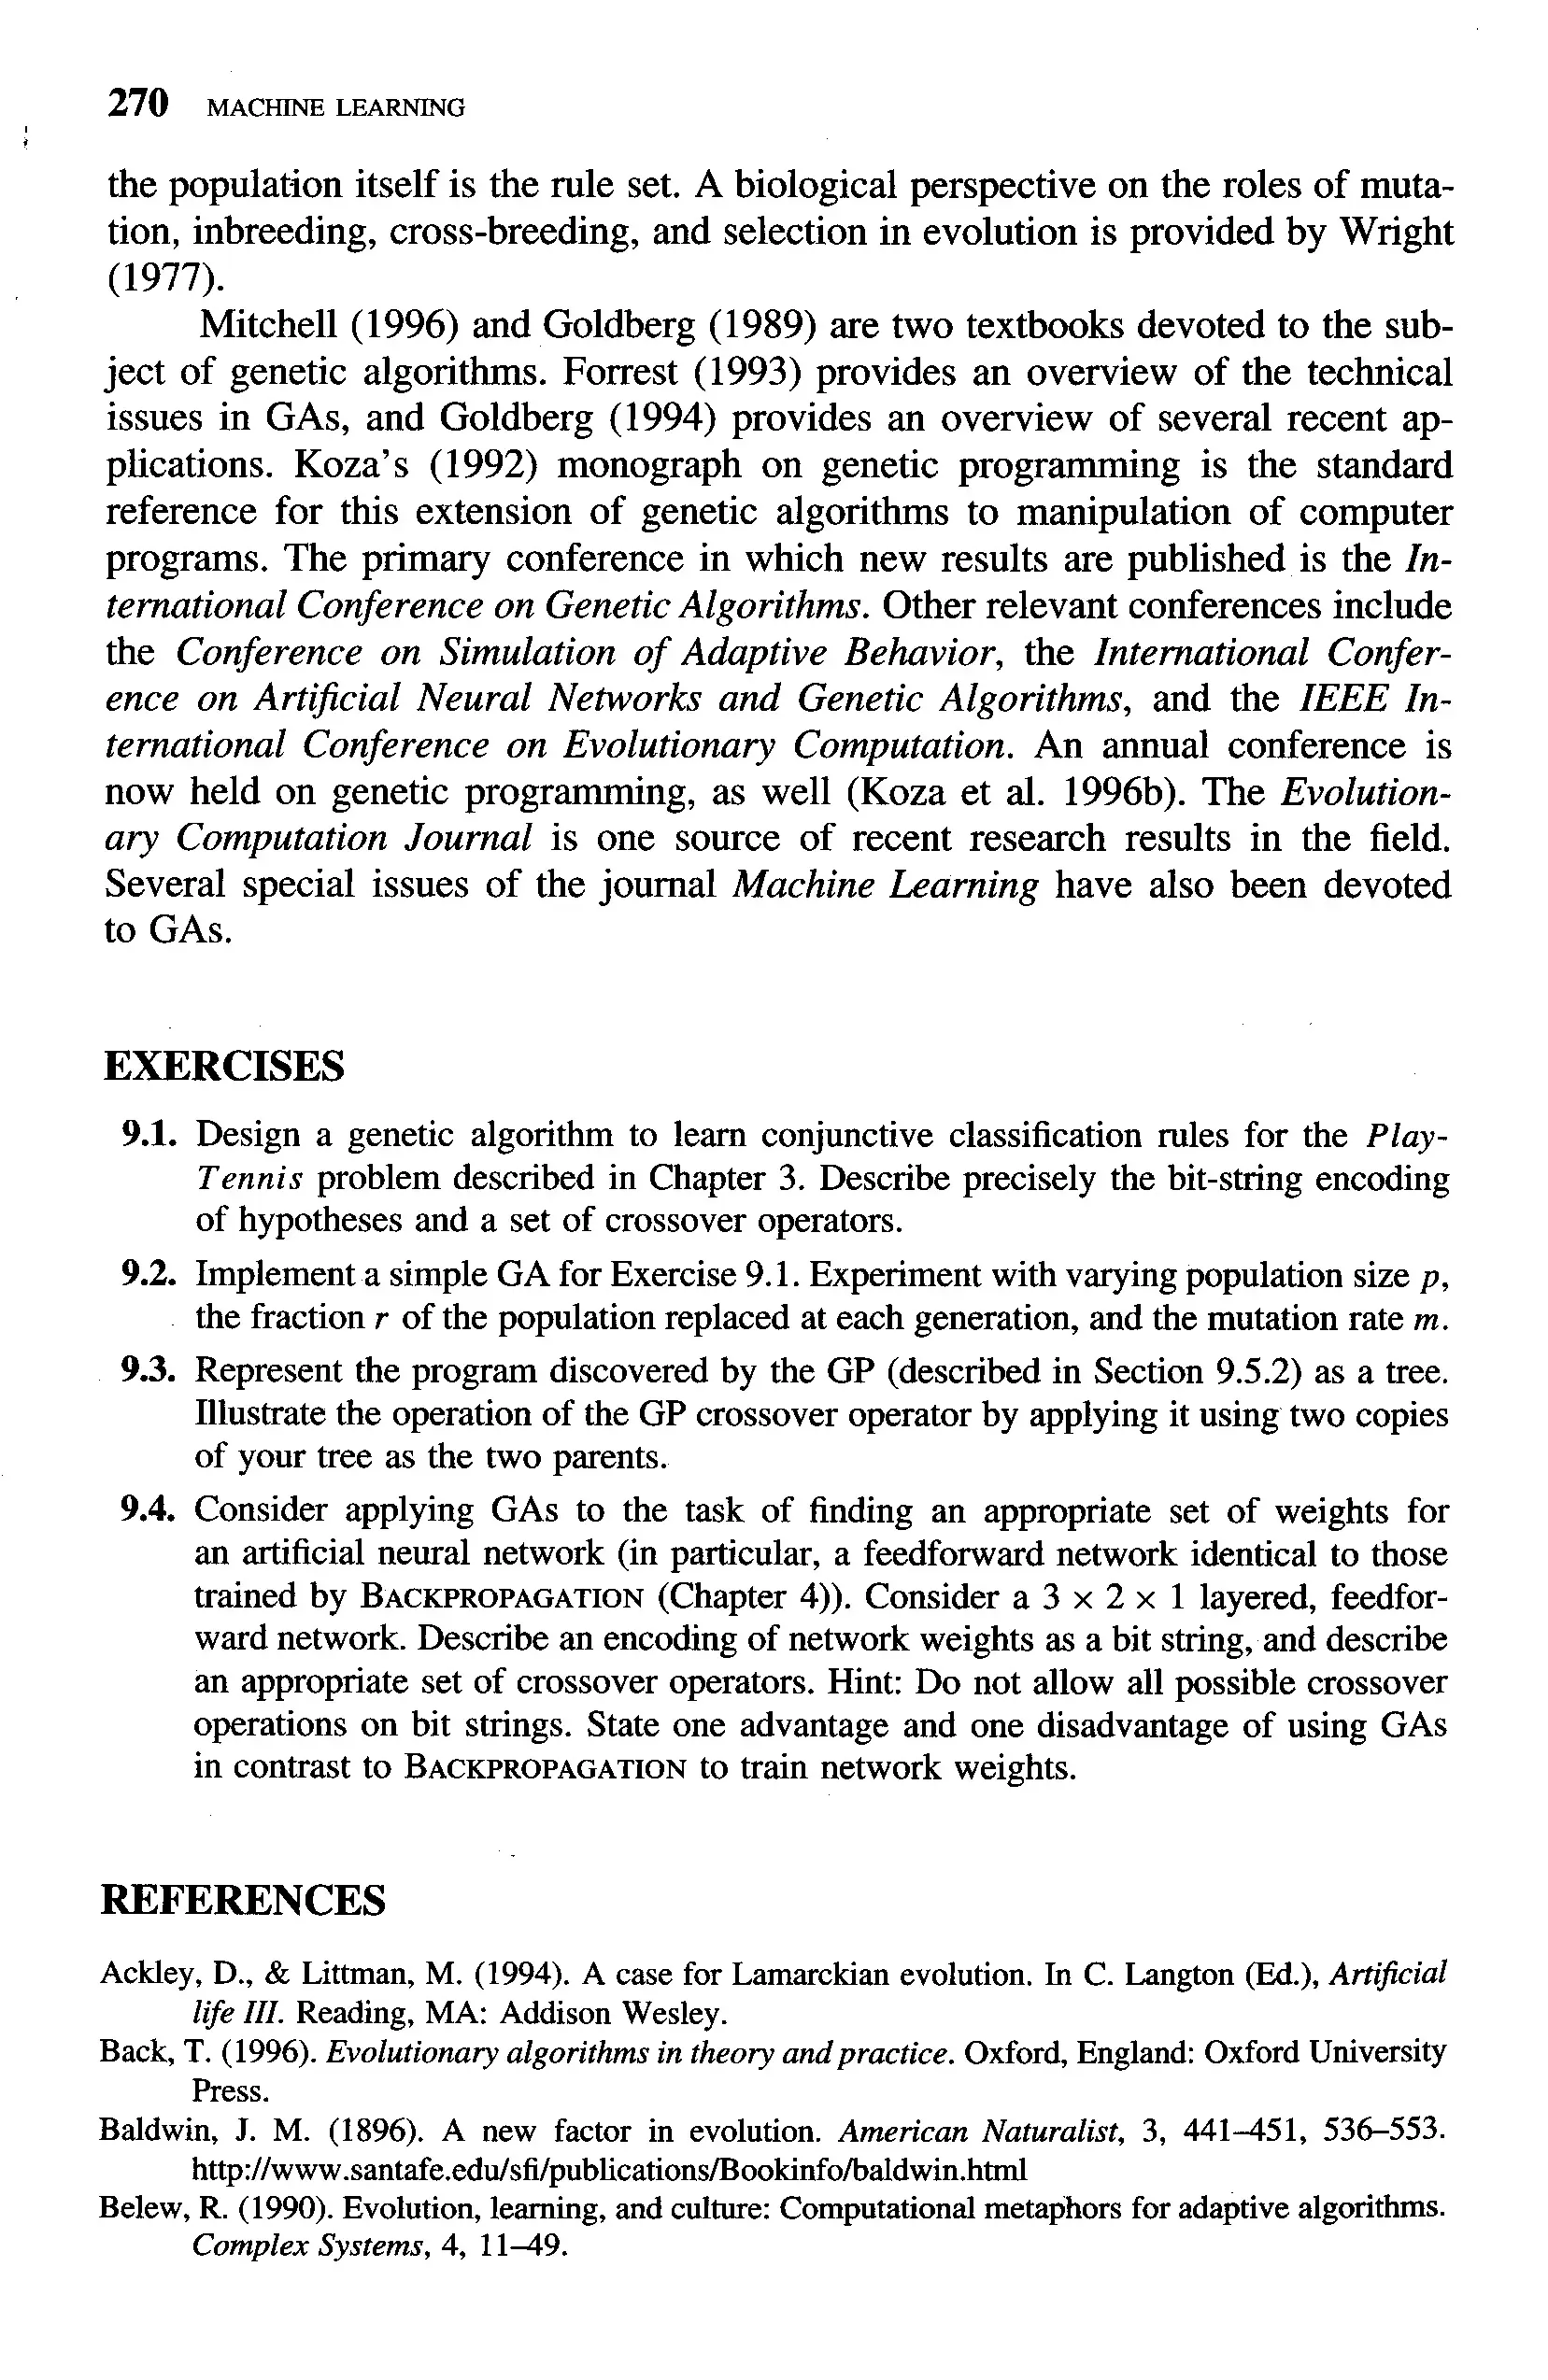 270 MACHINE LEARNING
the population itself is the rule set. A biological perspective on the roles of muta-
tion, inbreeding, cross-breeding, and selection in evolution is provided by Wright
(1977).
Mitchell (1996) and Goldberg (1989) are two textbooks devoted to the sub-
ject of genetic algorithms. Forrest (1993) provides an overview of the technical
issues in GAs, and Goldberg (1994) provides an overview of several recent ap-
plications. Koza's (1992) monograph on genetic programming is the standard
reference for this extension of genetic algorithms to manipulation of computer
programs. The primary conference in which new results are published is the In-
ternational Conference on Genetic Algorithms. Other relevant conferences include
the Conference on Simulation of Adaptive Behavior, the International Confer-
ence on Artificial Neural Networks and Genetic Algorithms, and the IEEE In-
ternational Conference on Evolutionary Computation. An annual conference is
now held on genetic programming, as well (Koza et al. 1996b). The Evolution-
ary Computation Journal is one source of recent research results in the field.
Several special issues of the journal Machine Learning have also been devoted
to GAs.
EXERCISES
9.1. Design a genetic algorithm to learn conjunctive classification rules for the Play-
Tennis problem described in Chapter 3. Describe precisely the bit-string encoding
of hypotheses and a set of crossover operators.
9.2. Implement a simple GA for Exercise 9.1. Experiment with varying population size p,
the fraction r of the population replaced at each generation, and the mutation rate m.
9.3. Represent the program discovered by the GP (described in Section 9.5.2) as a tree.
Illustrate the operation of the GP crossover operator by applying it using two copies
of your tree as the two parents.
9.4. Consider applying GAs to the task of finding an appropriate set of weights for
an artificial neural network (in particular, a feedforward network identical to those
trained by BACKPROPAGATION (Chapter 4)). Consider a 3 x 2 x 1 layered, feedfor-
ward network. Describe an encoding of network weights as a bit string, and describe
an appropriate set of crossover operators. Hint: Do not allow all possible crossover
operations on bit strings. State one advantage and one disadvantage of using GAs
in contrast to BACKPROPAGATION to train network weights.
REFERENCES
Ackley, D., & Littman, M. (1994). A case for Lamarckian evolution. In C. Langton (Ed.), Artificial
life III. Reading, MA: Addison Wesley.
Back, T. (1996). Evolutionary algorithms in theory and practice. Oxford, England: Oxford University
Press.
Baldwin, J. M. (1896). A new factor in evolution. American Naturalist, 3, 441–451, 536–553.
http://www.santafe.edu/sfi/publications/Bookinfo/baldwin.html
Belew, R. (1990). Evolution, learning, and culture: Computational metaphors for adaptive algorithms.
Complex Systems, 4, 11–49.